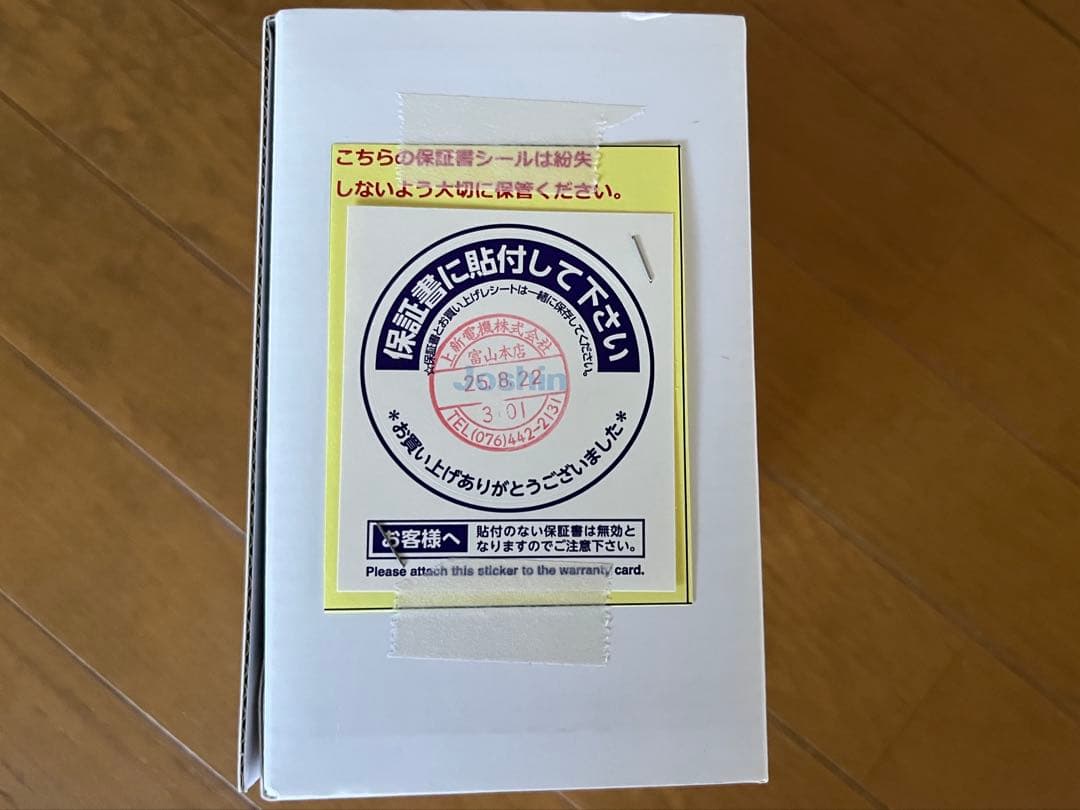 こちらの保証書シールは紛失
しないよう大切に保管ください。
保証書に貼付して下さい
☆保証書とお買い上げレシートは一緒に保存してください。
上新電機株式会社
富山本店
Joshin
25.8.22
3 01
TEL(076)442-2131
*お買い上げありがとうございました*
お客様へ
貼付のない保証書は無効と
なりますのでご注意下さい。
Please attach this sticker to the warranty card.